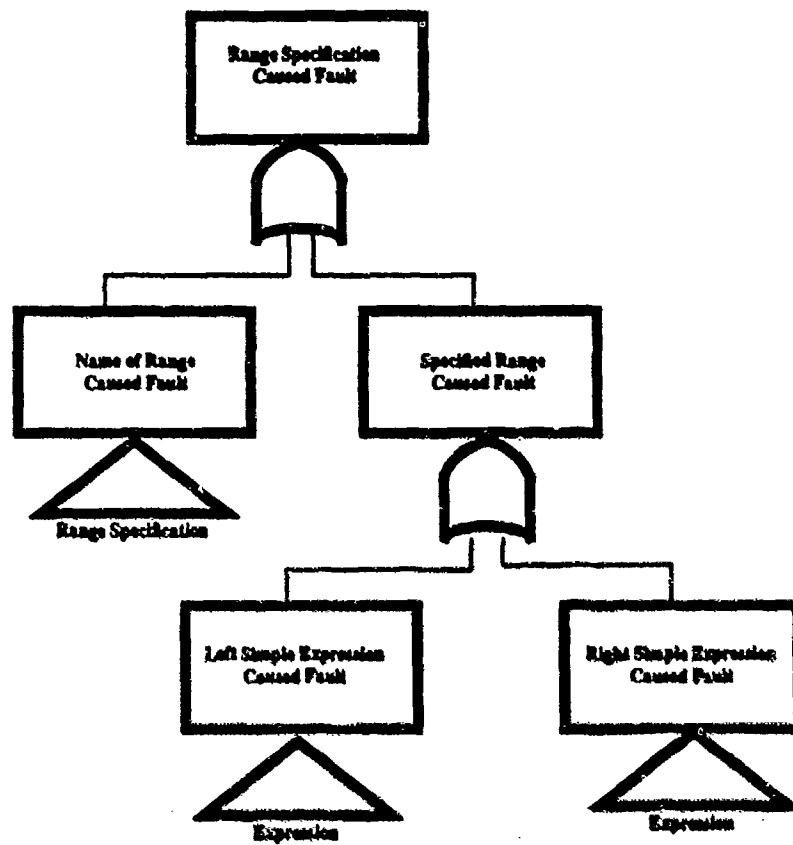 Range Specification
Caused Fault
Name of Range
Caused Fault
Specified Range
Caused Fault
Range Specification
Left Simple Expression
Caused Fault
Right Simple Expression
Caused Fault
Expression
Expression